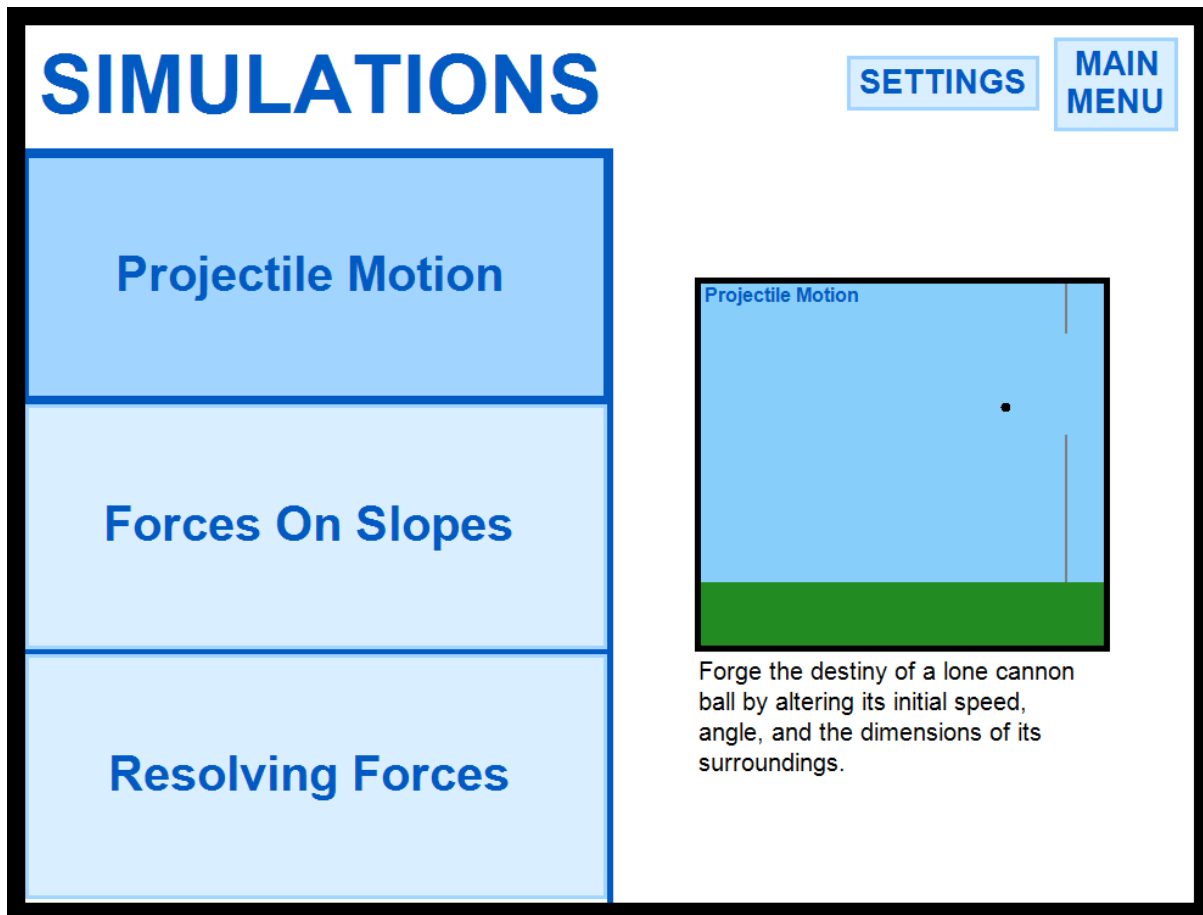 SIMULATIONS
SETTINGS
MAIN
MENU
Projectile Motion
Forces On Slopes
Resolving Forces
Projectile Motion
Forge the destiny of a lone cannon
ball by altering its initial speed,
angle, and the dimensions of its
surroundings.